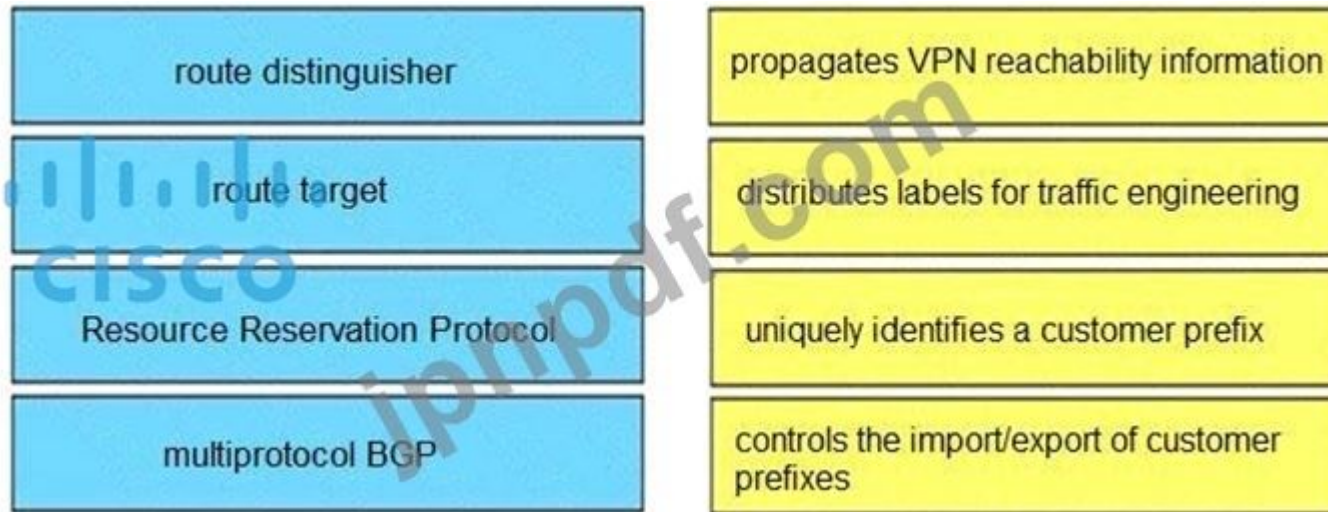 route distinguisher
propagates VPN reachability information
route target
distributes labels for traffic engineering
CISCO
Resource Reservation Protocol
uniquely identifies a customer prefix
multiprotocol BGP
controls the import/export of customer
prefixes
jpnpdf.com